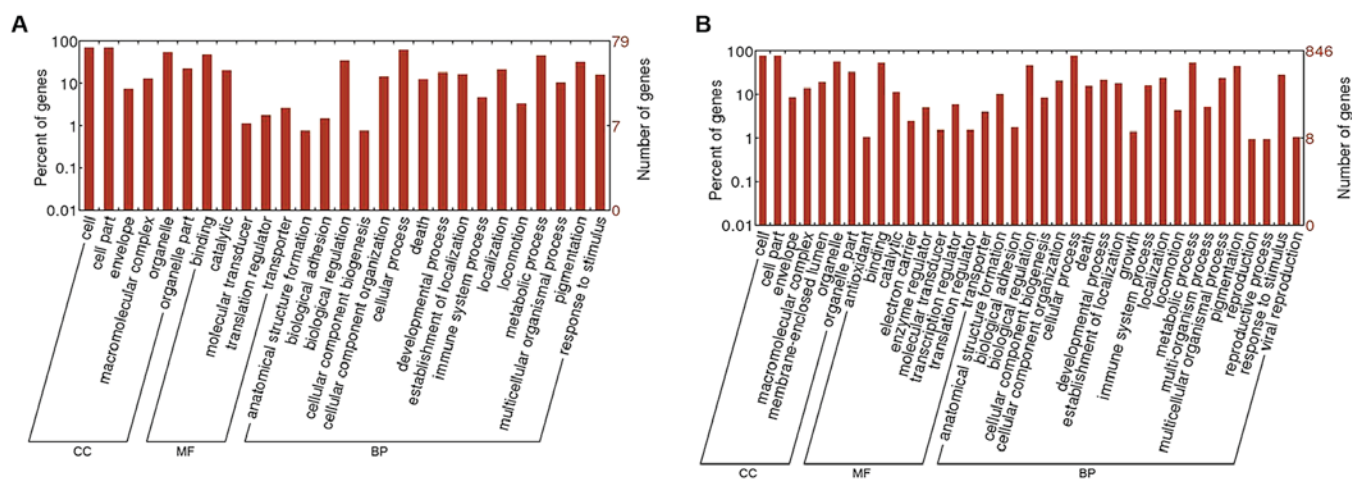 A
Percent of genes
100
10
1
0.1
0.01
79
7
0
Number of genes
cell
cell part
envelope
macromolecular complex
organelle
organelle part
binding
catalytic
molecular transducer
translation regulator
transporter
anatomical structure formation
biological adhesion
biological regulation
cellular component biogenesis
cellular component organization
cellular process
death
developmental process
establishment of localization
immune system process
localization
locomotion
metabolic process
multicellular organismal process
pigmentation
response to stimulus
CC
MF
BP
B
Percent of genes
100
10
1
0.1
0.01
846
8
0
Number of genes
cell
cell part
envelope
macromolecular complex
membrane-enclosed lumen
organelle
organelle part
antioxidant
binding
catalytic
electron carrier
enzyme regulator
molecular transducer
transcription regulator
translation regulator
transporter
anatomical structure formation
biological adhesion
biological regulation
cellular component biogenesis
cellular component organization
cellular process
death
developmental process
establishment of localization
growth
immune system process
localization
locomotion
metabolic process
multi-organism process
multicellular organismal process
pigmentation
reproduction
reproductive process
response to stimulus
viral reproduction
CC
MF
BP